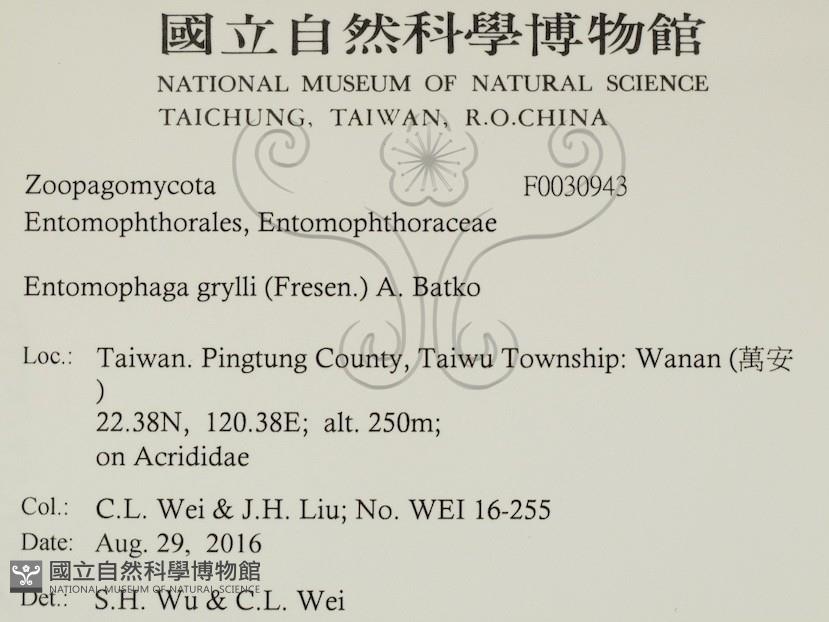 國立自然科學博物館
NATIONAL MUSEUM OF NATURAL SCIENCE
TAICHUNG, TAIWAN, R.O.CHINA
Zoopagomycota F0030943
Entomophthorales, Entomophthoraceae
Entomophaga grylli (Fresen.) A. Batko
Loc.: Taiwan. Pingtung County, Taiwu Township: Wanan (萬安
)
22.38N, 120.38E; alt. 250m;
on Acrididae
Col.: C.L. Wei & J.H. Liu; No. WEI 16-255
Date: Aug. 29, 2016
國立自然科學博物館
NATIONAL MUSEUM OF NATURAL SCIENCE
Det.: S.H. Wu & C.L. Wei